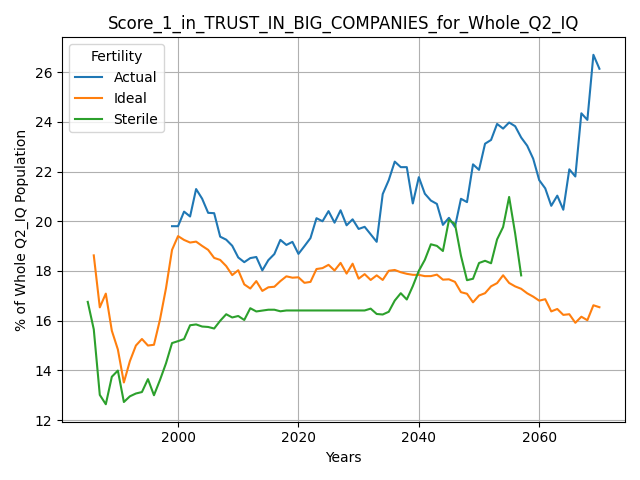 Score_1_in_TRUST_IN_BIG_COMPANIES_for_Whole_Q2_IQ
Fertility
Actual
Ideal
Sterile
% of Whole Q2_IQ Population
26
24
22
20
18
16
14
12
2000 2020 2040 2060
Years